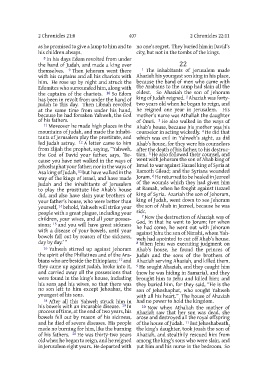 2 Chronicles 21:8
407
2 Chronicles 22:11
as he promised to give a lamp to him and to
his children always.
8 In his days Edom revolted from under
the hand of Judah, and made a king over
themselves. 9 Then Jehoram went there
with his captains and all his chariots with
him. He rose up by night and struck the
Edomites who surrounded him, along with
the captains of the chariots. 10 So Edom
has been in revolt from under the hand of
Judah to this day. Then Libnah revolted
at the same time from under his hand,
because he had forsaken Yahweh, the God
of his fathers.
11 Moreover he made high places in the
mountains of Judah, and made the inhabi-
tants of Jerusalem play the prostitute, and
led Judah astray. 12 A letter came to him
from Elijah the prophet, saying, "Yahweh,
the God of David your father, says, 'Be-
cause you have not walked in the ways of
Jehoshaphat your father, nor in the ways of
Asa king of Judah, 13 but have walked in the
way of the kings of Israel, and have made
Judah and the inhabitants of Jerusalem
to play the prostitute like Ahab's house
did, and also have slain your brothers of
your father's house, who were better than
yourself, 14 behold, Yahweh will strike your
people with a great plague, including your
children, your wives, and all your posses-
sions; 15 and you will have great sickness
with a disease of your bowels, until your
bowels fall out by reason of the sickness,
day by day.'"
16 Yahweh stirred up against Jehoram
the spirit of the Philistines and of the Ara-
bians who are beside the Ethiopians; 17 and
they came up against Judah, broke into it,
and carried away all the possessions that
were found in the king's house, including
his sons and his wives; so that there was
no son left to him except Jehoahaz, the
youngest of his sons.
18 After all this Yahweh struck him in
his bowels with an incurable disease. 19 In
process of time, at the end of two years, his
bowels fell out by reason of his sickness,
and he died of severe diseases. His people
made no burning for him, like the burning
of his fathers. 20 He was thirty-two years
old when he began to reign, and he reigned
in Jerusalem eight years. He departed with
no one's regret. They buried him in David's
city, but not in the tombs of the kings.
22
1 The inhabitants of Jerusalem made
Ahaziah his youngest son king in his place,
because the band of men who came with
the Arabians to the camp had slain all the
oldest. So Ahaziah the son of Jehoram
king of Judah reigned. 2 Ahaziah was forty-
two years old when he began to reign, and
he reigned one year in Jerusalem. His
mother's name was Athaliah the daughter
of Omri. 3 He also walked in the ways of
Ahab's house, because his mother was his
counselor in acting wickedly. 4 He did that
which was evil in Yahweh's sight, as did
Ahab's house, for they were his counselors
after the death of his father, to his destruc-
tion. 5 He also followed their counsel, and
went with Jehoram the son of Ahab king of
Israel to war against Hazael king of Syria at
Ramoth Gilead; and the Syrians wounded
Joram. 6 He returned to be healed in Jezreel
of the wounds which they had given him
at Ramah, when he fought against Hazael
king of Syria. Azariah the son of Jehoram,
king of Judah, went down to see Jehoram
the son of Ahab in Jezreel, because he was
sick.
7 Now the destruction of Ahaziah was of
God, in that he went to Joram; for when
he had come, he went out with Jehoram
against Jehu the son of Nimshi, whom Yah-
weh had anointed to cut off Ahab's house.
8 When Jehu was executing judgment on
Ahab's house, he found the princes of
Judah and the sons of the brothers of
Ahaziah serving Ahaziah, and killed them.
9 He sought Ahaziah, and they caught him
(now he was hiding in Samaria), and they
brought him to Jehu and killed him; and
they buried him, for they said, "He is the
son of Jehoshaphat, who sought Yahweh
with all his heart." The house of Ahaziah
had no power to hold the kingdom.
10 Now when Athaliah the mother of
Ahaziah saw that her son was dead, she
arose and destroyed all the royal offspring
of the house of Judah. 11 But Jehoshabeath,
the king's daughter, took Joash the son of
Ahaziah, and stealthily rescued him from
among the king's sons who were slain, and
put him and his nurse in the bedroom. So